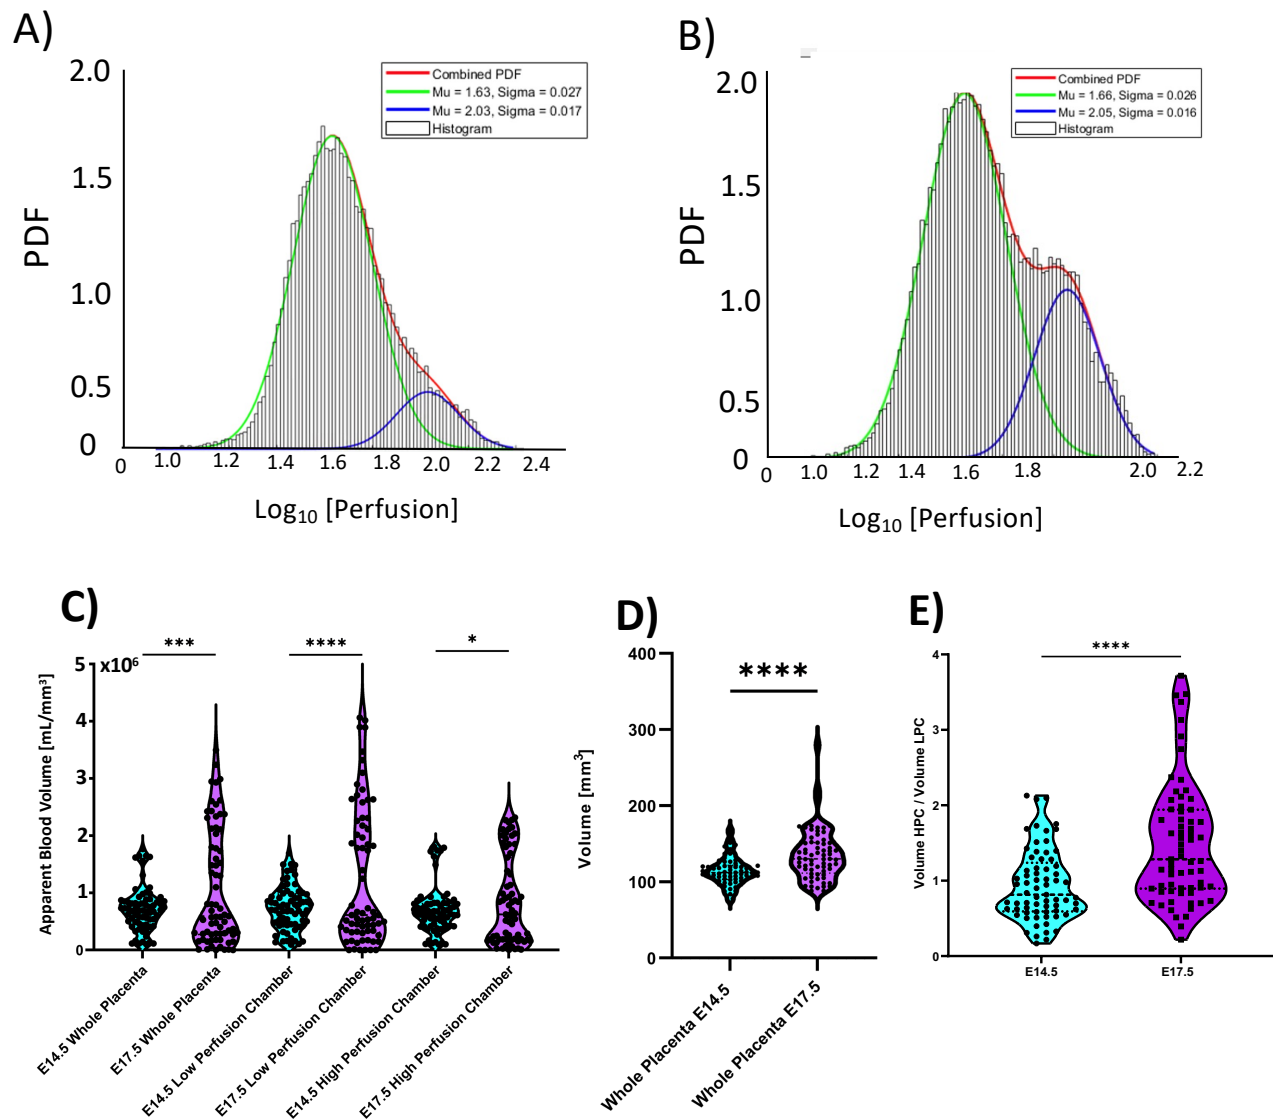 A)
2.0
1.5
1.0
0.5
0
PDF
Combined PDF
Mu = 1.63, Sigma = 0.027
Mu = 2.03, Sigma = 0.017
Histogram
0 1.0 1.2 1.4 1.6 1.8 2.0 2.2 2.4
Log10 [Perfusion]
B)
2.0
1.5
1.0
0.5
0
PDF
Combined PDF
Mu = 1.66, Sigma = 0.026
Mu = 2.05, Sigma = 0.016
Histogram
0 1.0 1.2 1.4 1.6 1.8 2.0 2.2
Log10 [Perfusion]
C)
*** **** *
5 x10⁶
4
3
2
1
0
Apparent Blood Volume [mL/mm³]
E14.5 Whole Placenta
E17.5 Whole Placenta
E14.5 Low Perfusion Chamber
E17.5 Low Perfusion Chamber
E14.5 High Perfusion Chamber
E17.5 High Perfusion Chamber
D)
****
400
300
200
100
0
Volume [mm³]
Whole Placenta E14.5
Whole Placenta E17.5
E)
****
4
3
2
1
0
Volume HPC / Volume LPC
E14.5 E17.5